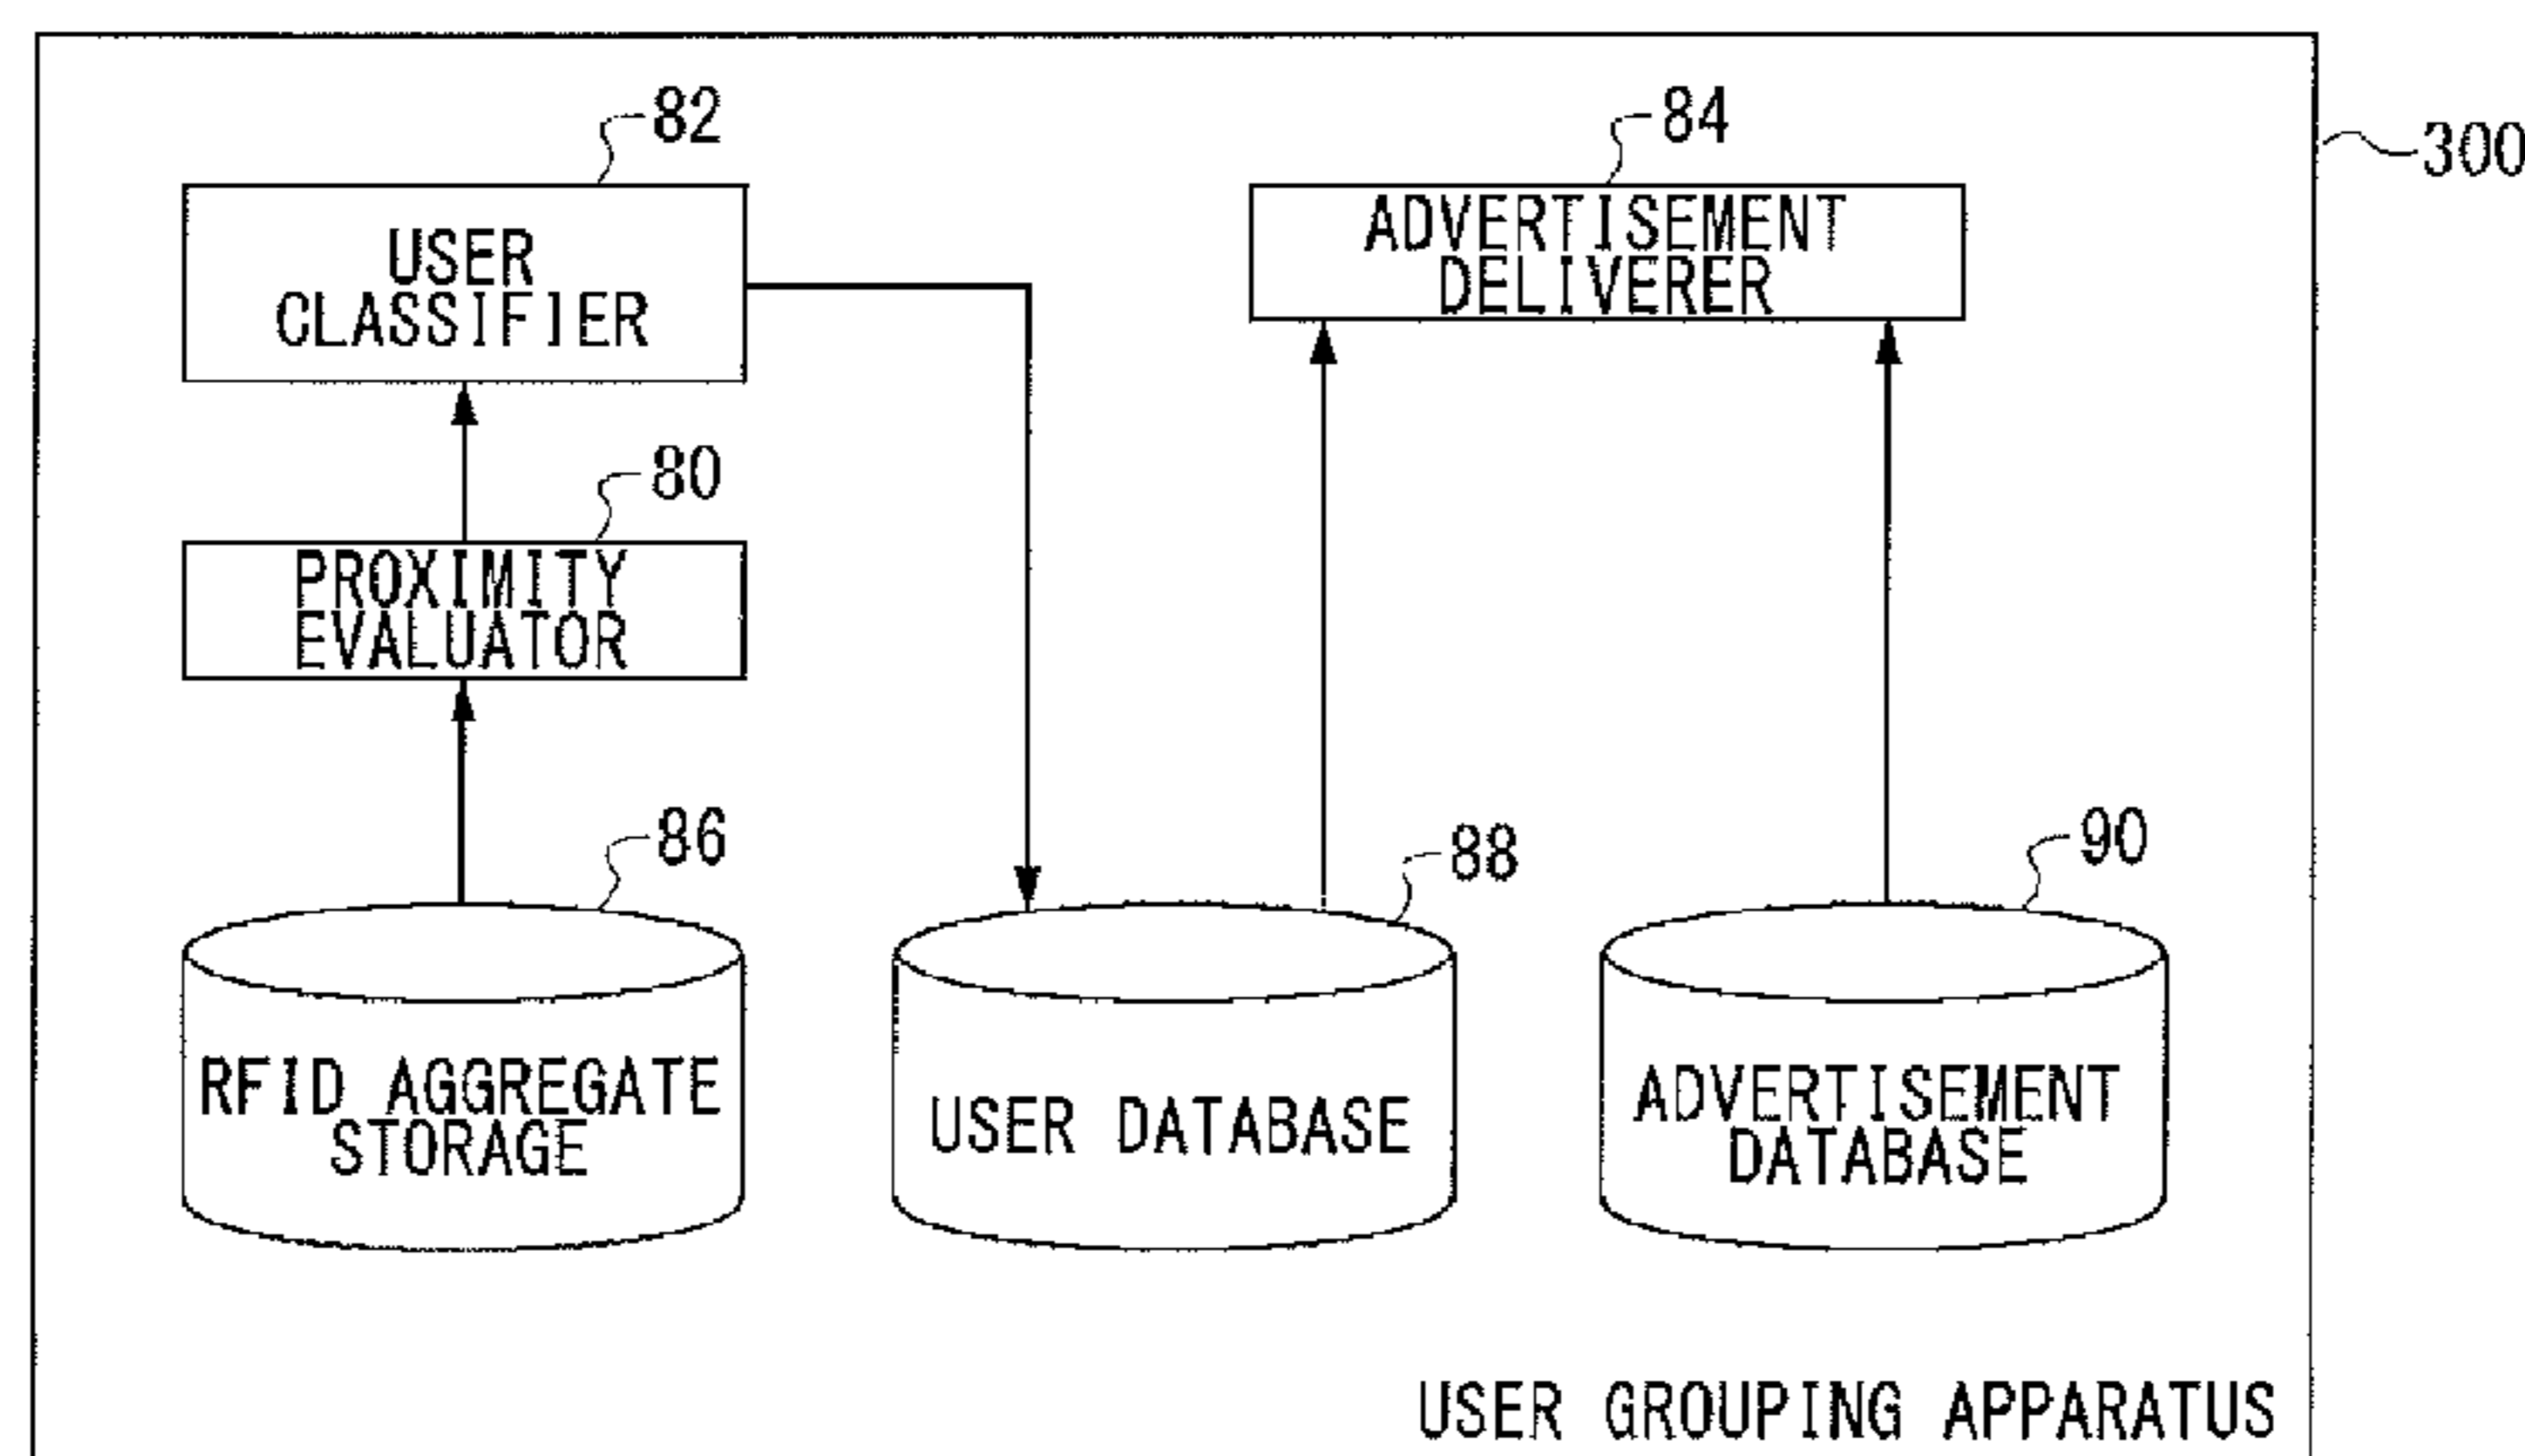 82
84
300
USER
CLASSIFIER
ADVERTISEMENT
DELIVERER
80
PROXIMITY
EVALUATOR
86
88
90
RFID AGGREGATE
STORAGE
USER DATABASE
ADVERTISEMENT
DATABASE
USER GROUPING APPARATUS